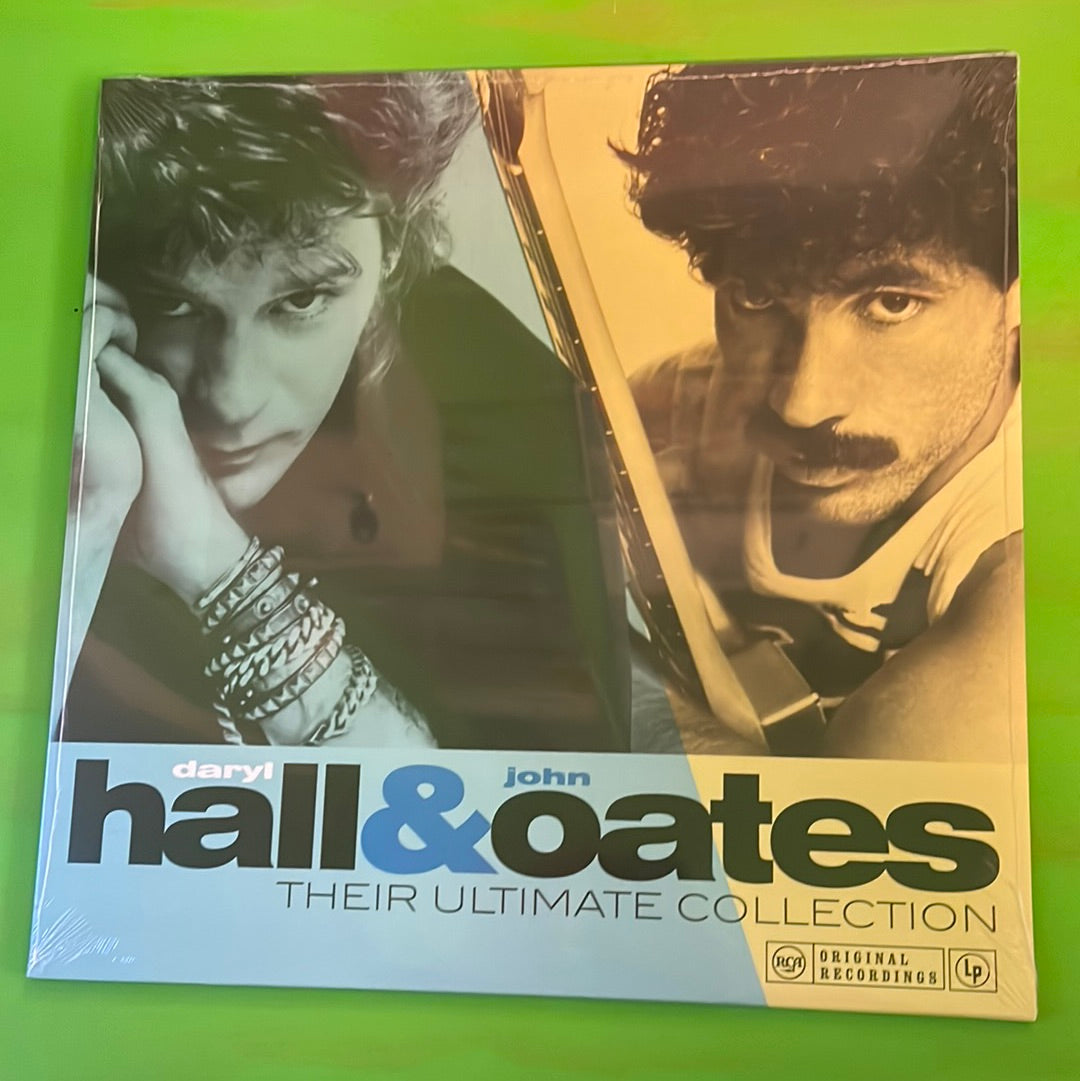 daryl john
hall & oates
THEIR ULTIMATE COLLECTION
RCA ORIGINAL RECORDINGS Lp